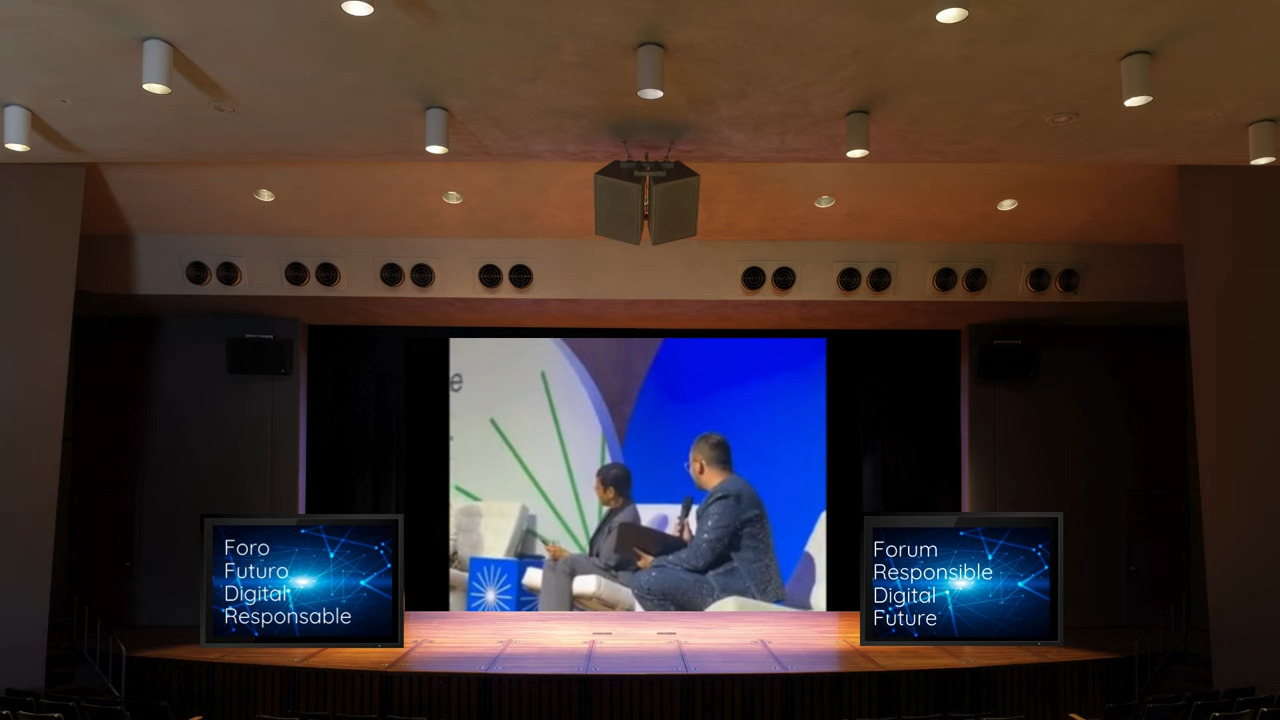 Foro
Futuro
Digital
Responsable
Forum
Responsible
Digital
Future